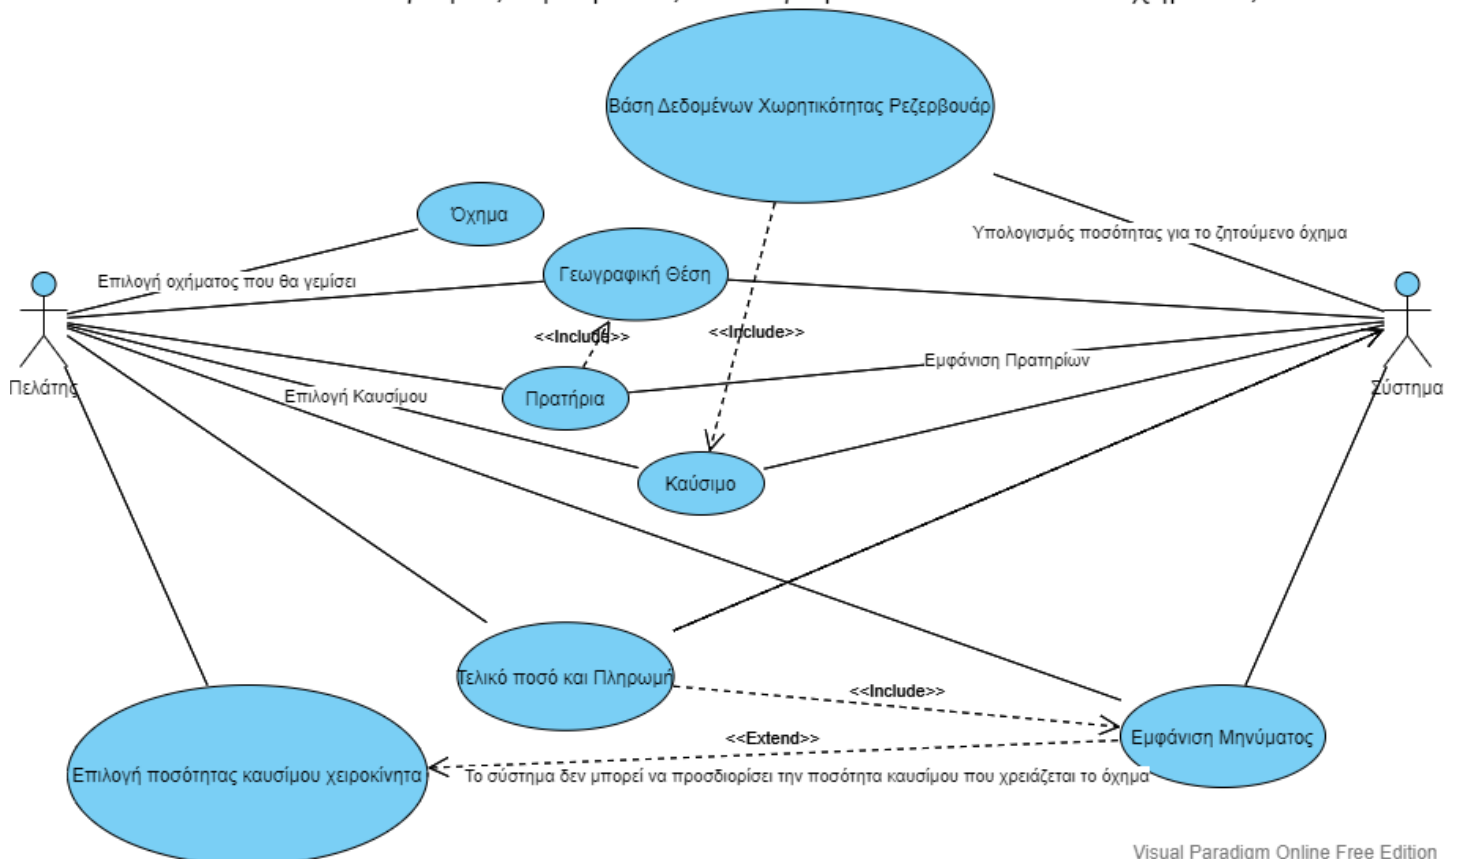 Βάση Δεδομένων Χωρητικότητας Ρεζερβουάρ
Όχημα
Υπολογισμός ποσότητας για το ζητούμενο όχημα
Επιλογή οχήματος που θα γεμίσει
Γεωγραφική Θέση
<<Include>>
<<Include>>
Πελάτης
Επιλογή Καυσίμου
Πρατήρια
Εμφάνιση Πρατηρίων
Σύστημα
Καύσιμο
Τελικό ποσό και Πληρωμή
<<Include>>
<<Extend>>
Εμφάνιση Μηνύματος
Επιλογή ποσότητας καυσίμου χειροκίνητα
Το σύστημα δεν μπορεί να προσδιορίσει την ποσότητα καυσίμου που χρειάζεται το όχημα
Visual Paradigm Online Free Edition